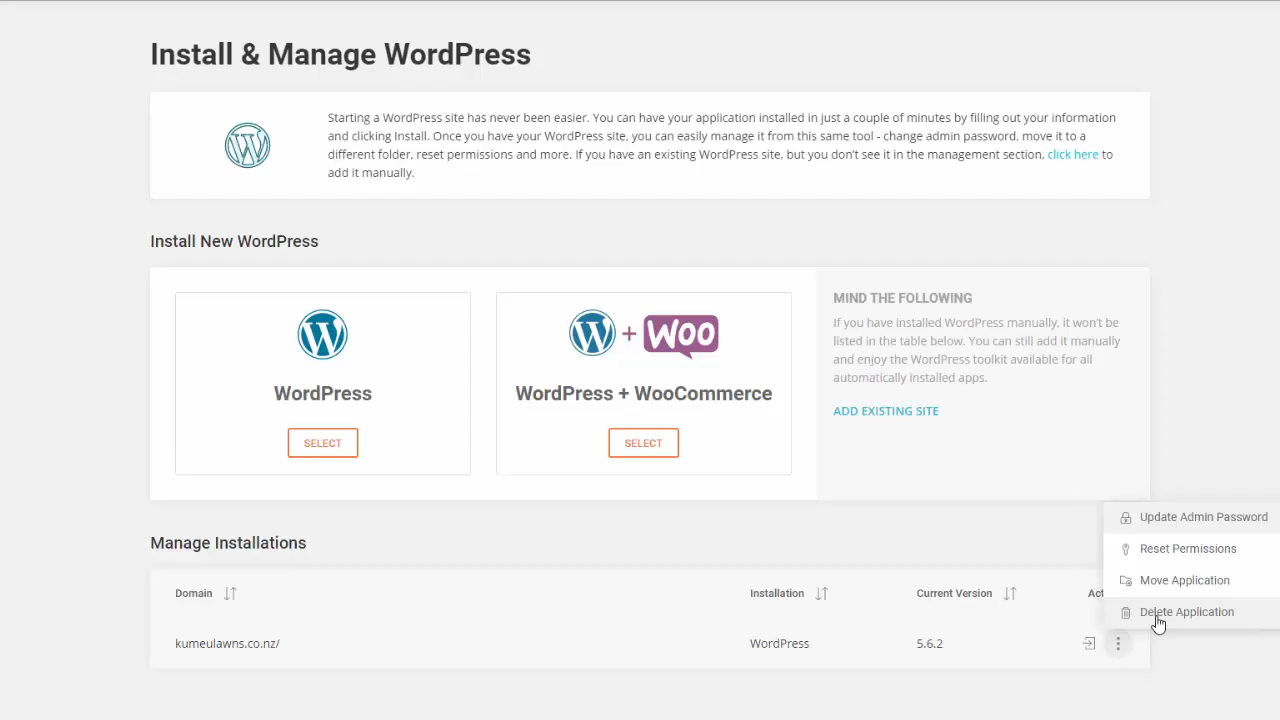 Install & Manage WordPress
Starting a WordPress site has never been easier. You can have your application installed in just a couple of minutes by filling out your information
and clicking Install. Once you have your WordPress site, you can easily manage it from this same tool - change admin password, move it to a
different folder, reset permissions and more. If you have an existing WordPress site, but you don't see it in the management section, click here to
add it manually.
Install New WordPress
WordPress
SELECT
+ WOO
WordPress + WooCommerce
SELECT
MIND THE FOLLOWING
If you have installed WordPress manually, it won't be
listed in the table below. You can still add it manually
and enjoy the WordPress toolkit available for all
automatically installed apps.
ADD EXISTING SITE
Manage Installations
Domain
Installation
Current Version
Act
kumeulawns.co.nz/
WordPress
5.6.2
Update Admin Password
Reset Permissions
Move Application
Delete Application